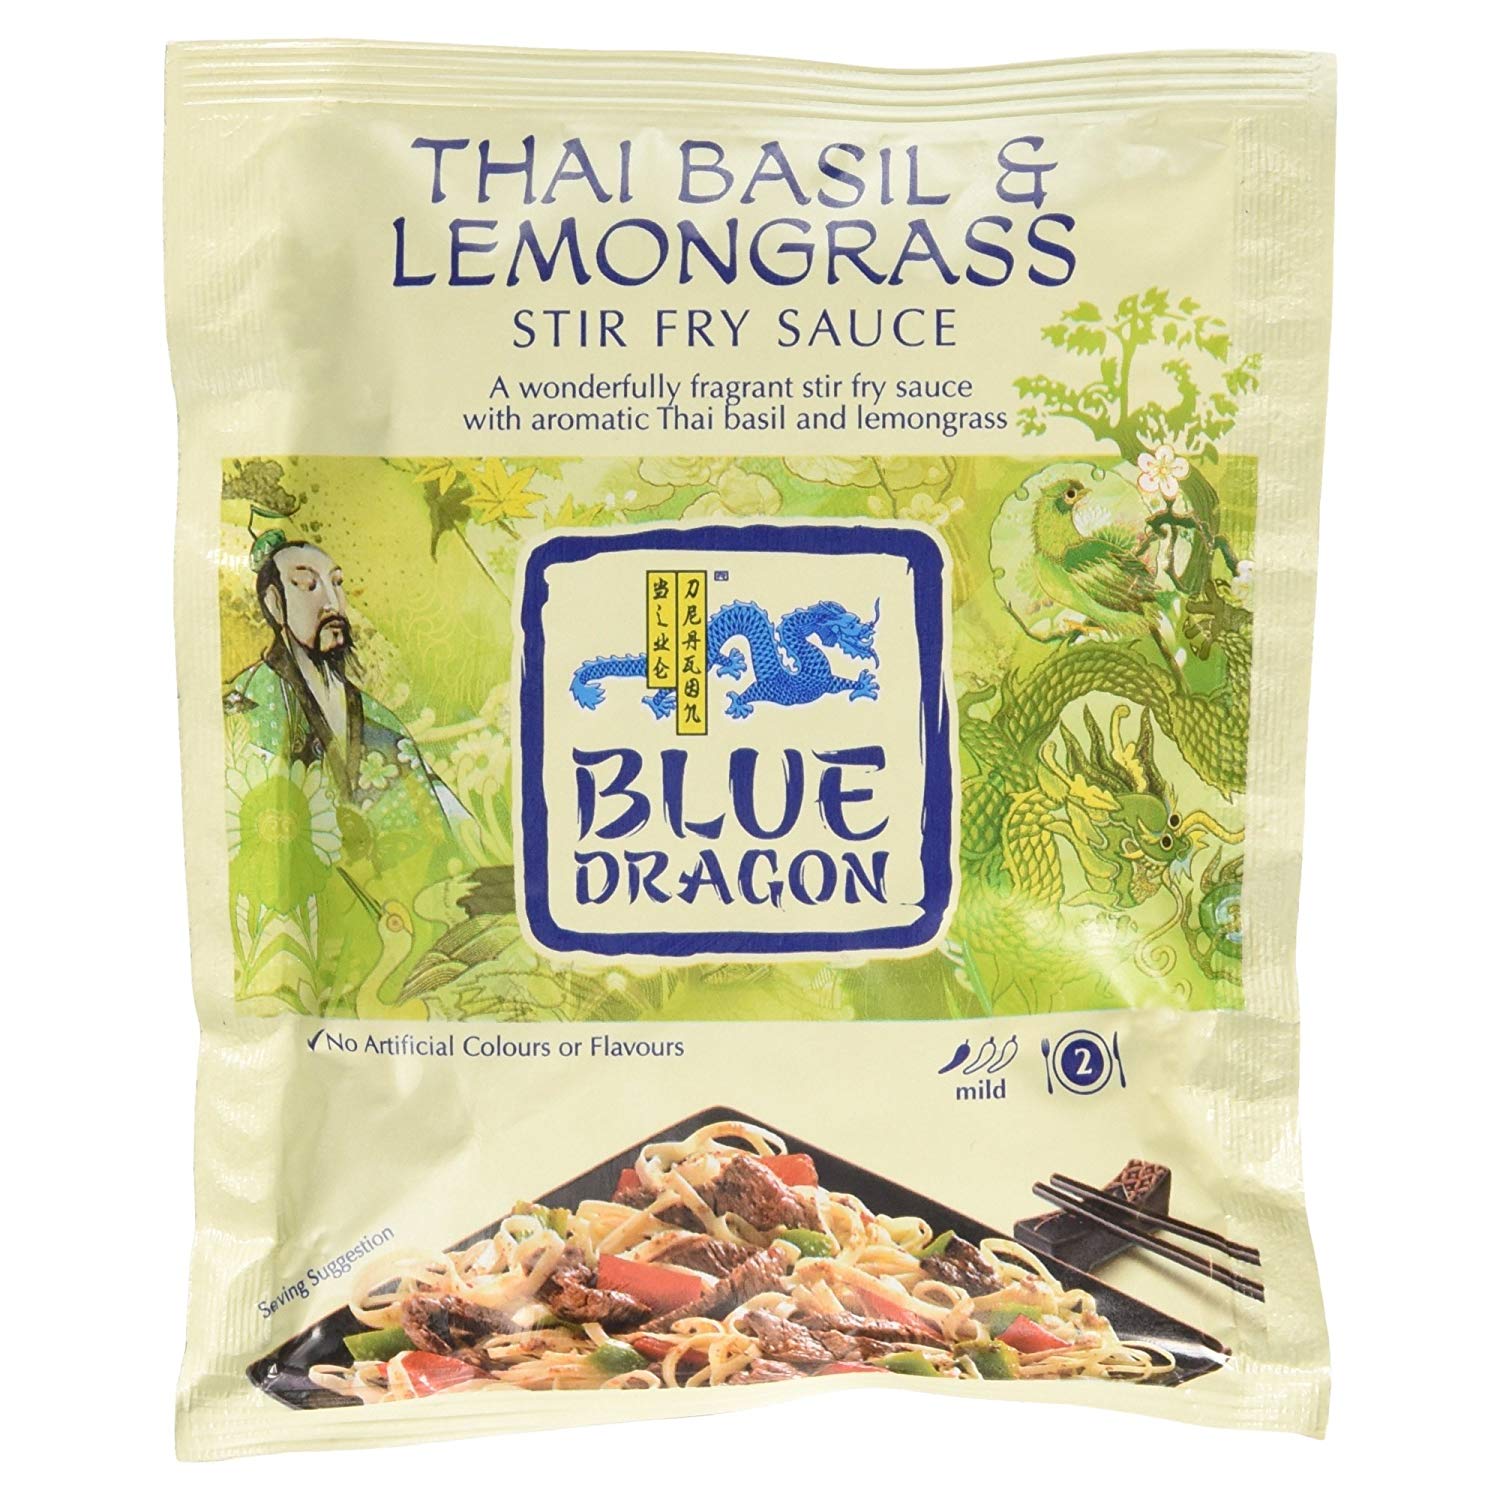 THAI BASIL &
LEMONGRASS
STIR FRY SAUCE
A wonderfully fragrant stir fry sauce
with aromatic Thai basil and lemongrass
BLUE
DRAGON
✓No Artificial Colours or Flavours
mild
2
Serving Suggestion